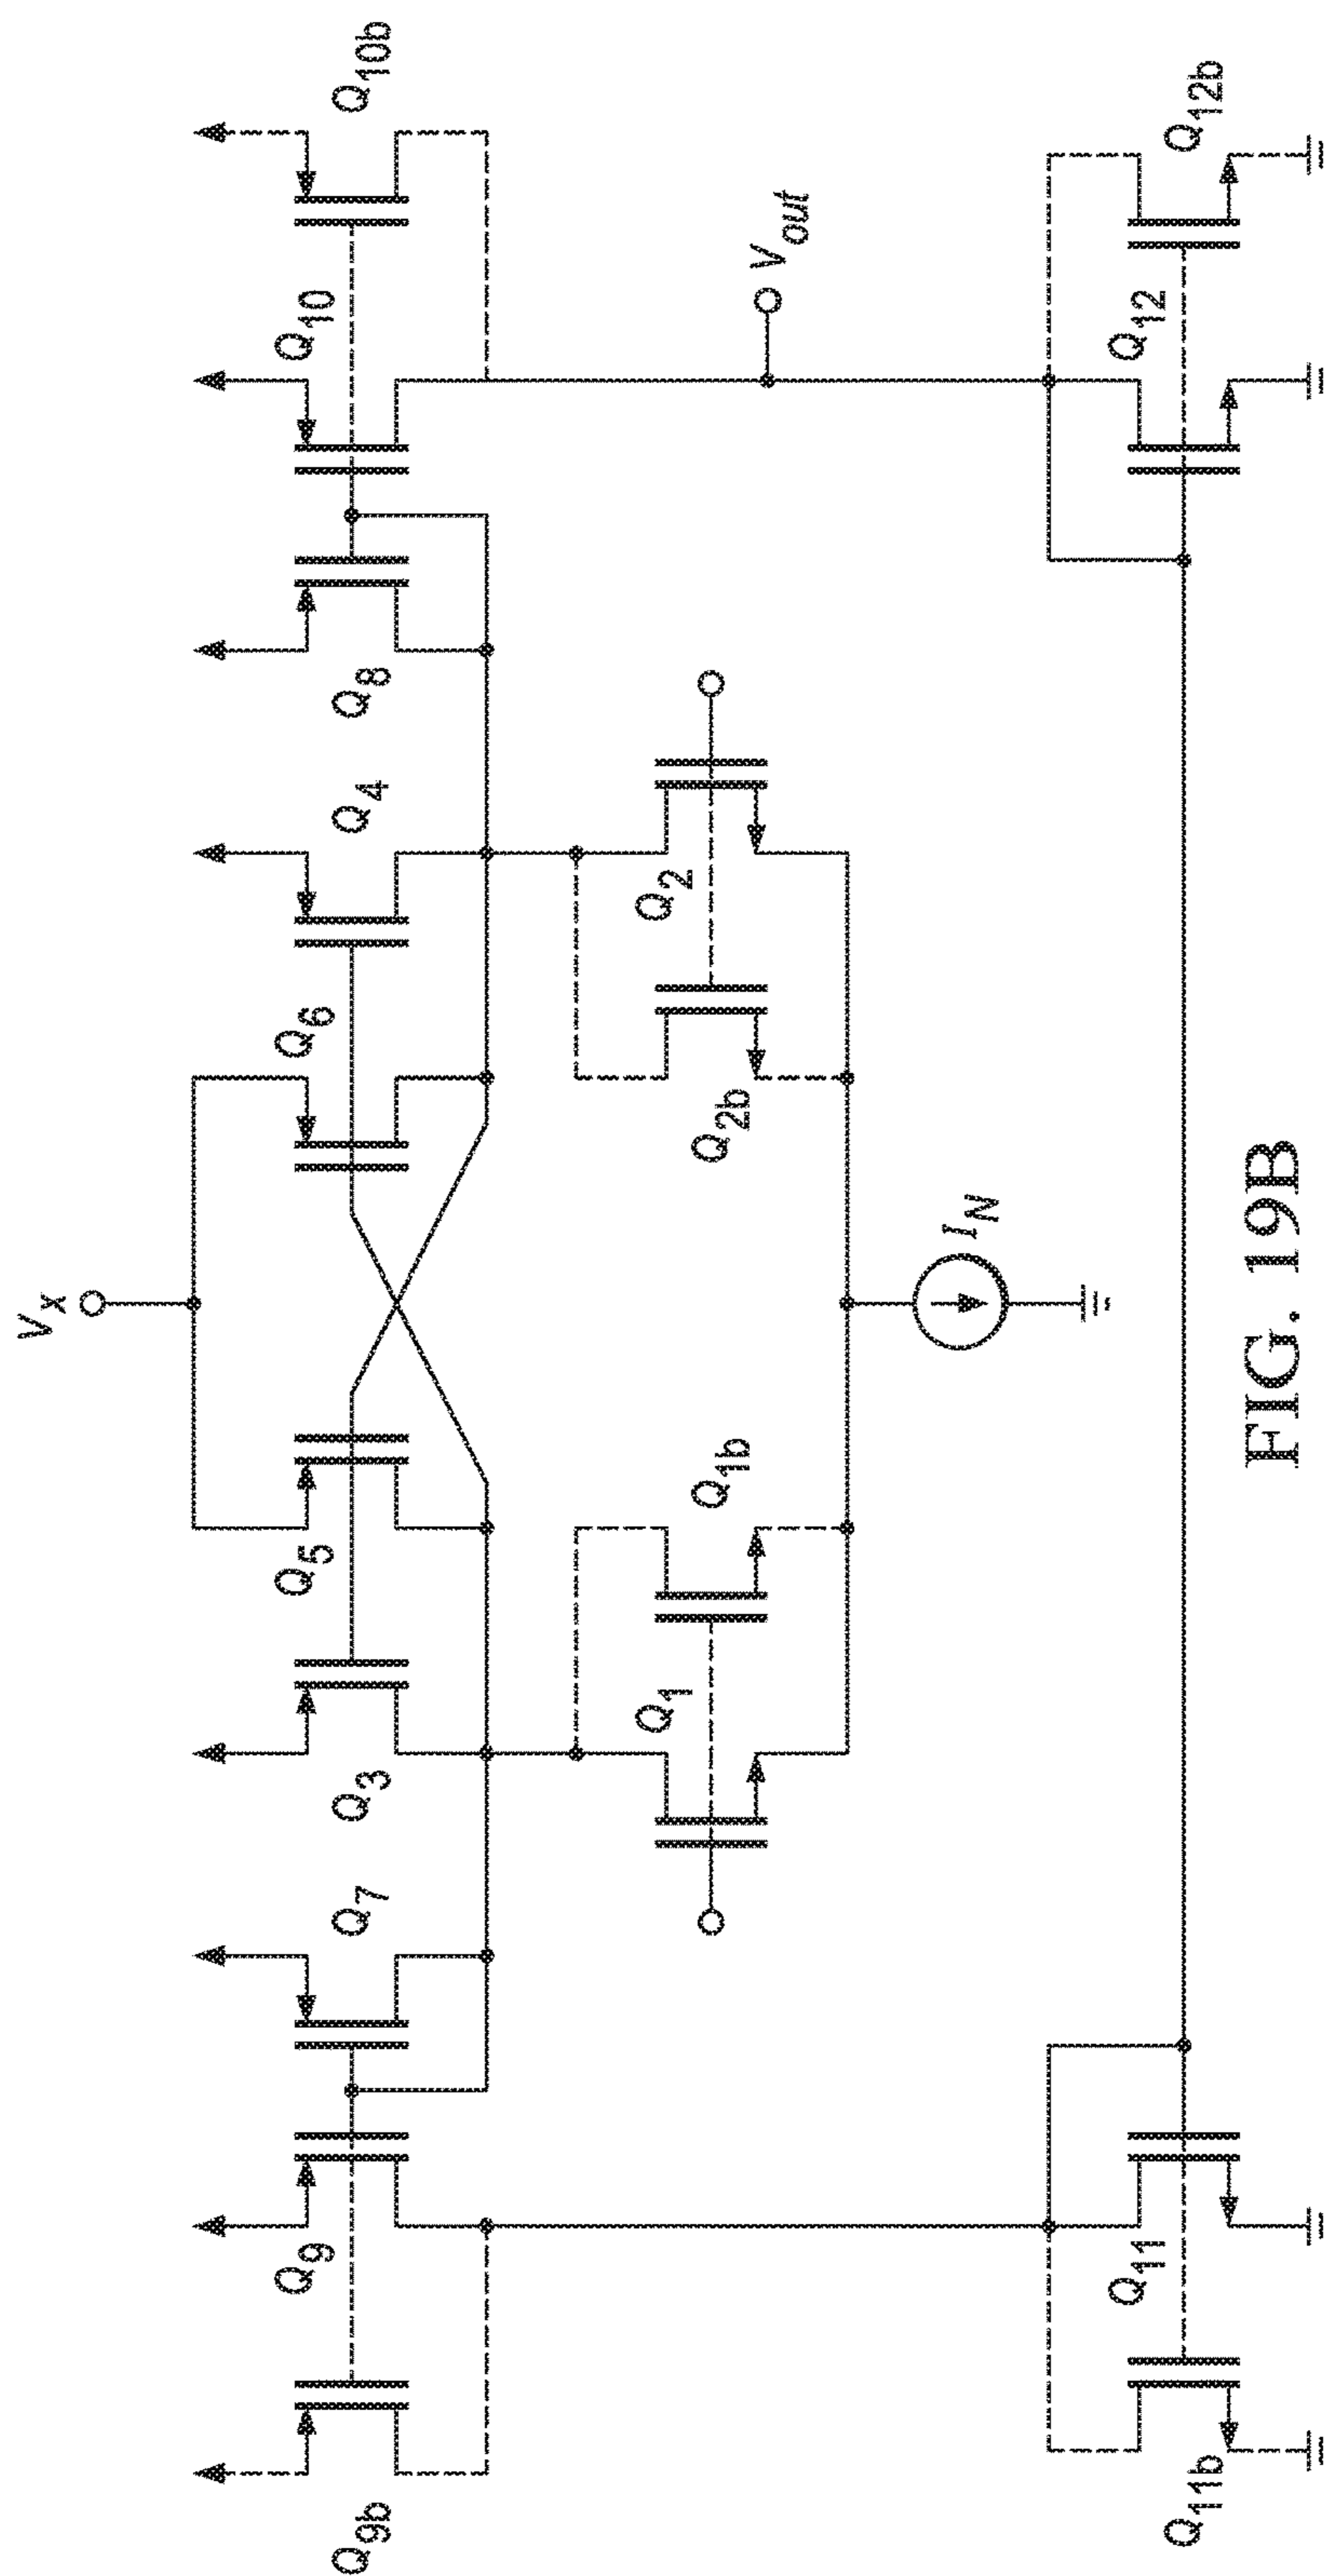 Vx
Q9b
Q9
Q7
Q3
Q5
Q6
Q4
Q8
Q10
Q10b
Q1
Q1b
Q2b
Q2
Vout
IN
Q11b
Q11
Q12
Q12b
FIG. 19B